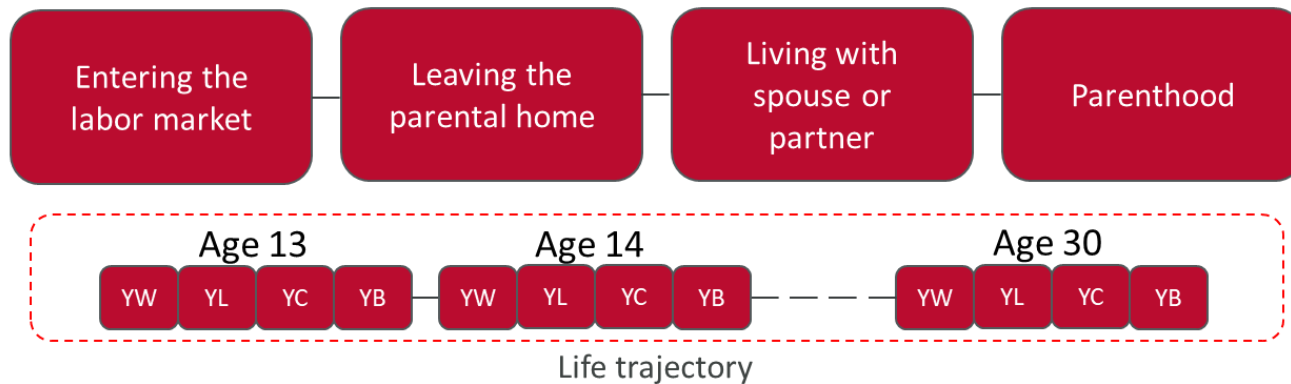 Entering the
labor market
Leaving the
parental home
Living with
spouse or
partner
Parenthood
Age 13
Age 14
Age 30
YW YL YC YB YW YL YC YB YW YL YC YB
Life trajectory